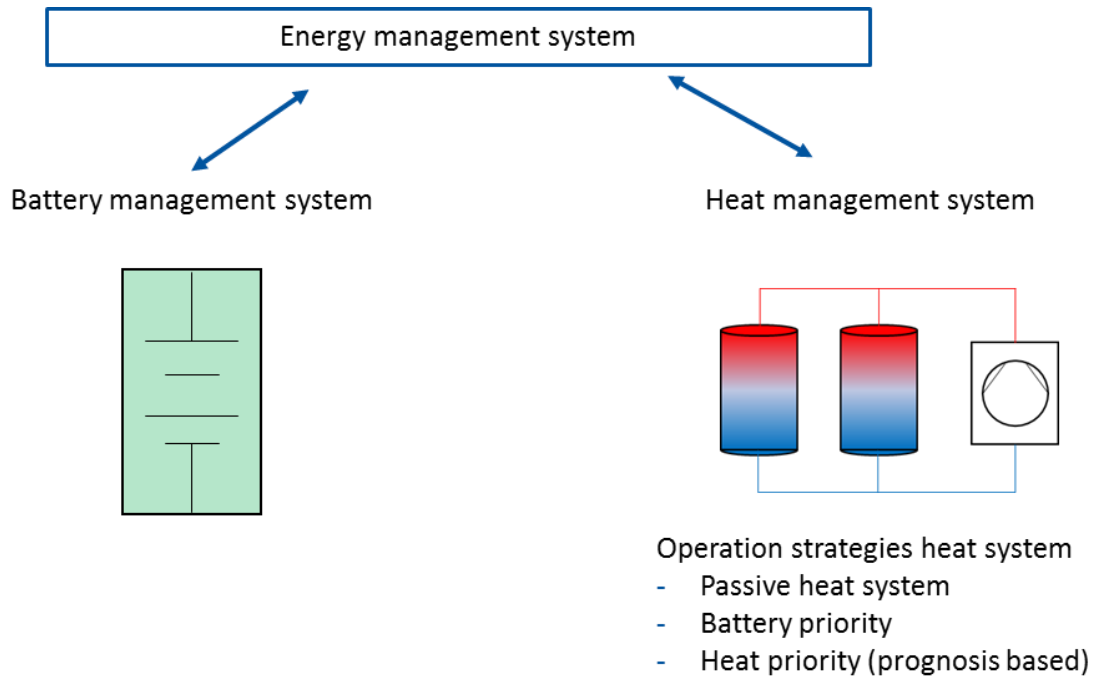 Energy management system
Battery management system
Heat management system
Operation strategies heat system
- Passive heat system
- Battery priority
- Heat priority (prognosis based)